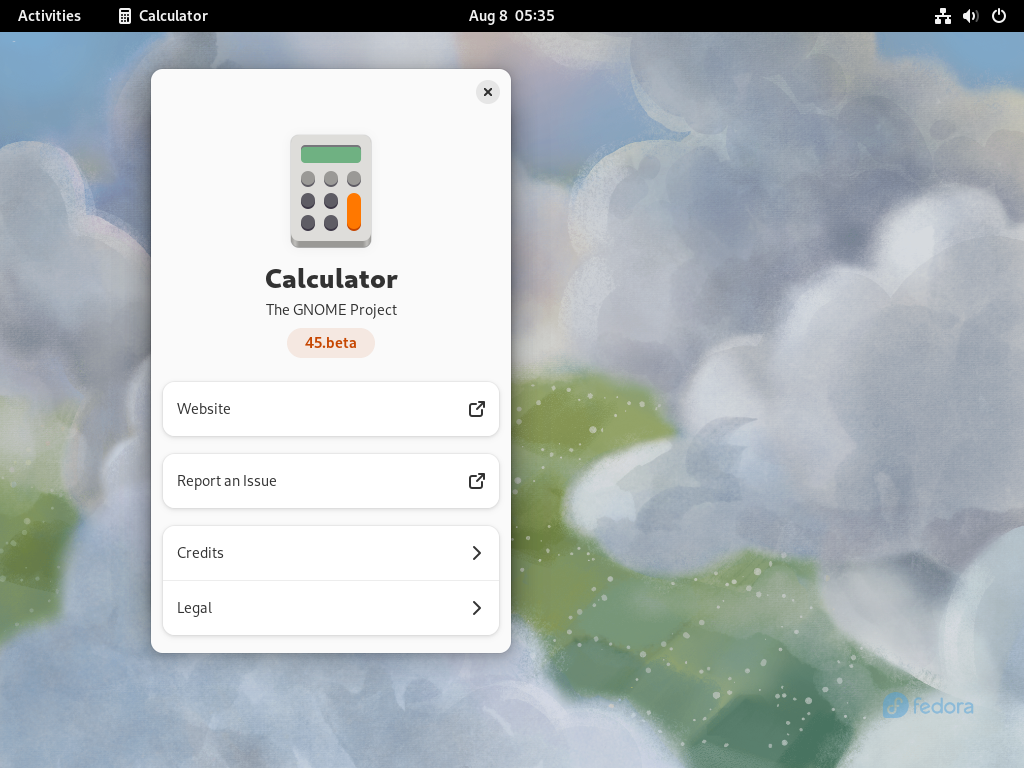 Activities Calculator Aug 8 05:35
Calculator
The GNOME Project
45.beta
Website
Report an Issue
Credits
Legal
fedora